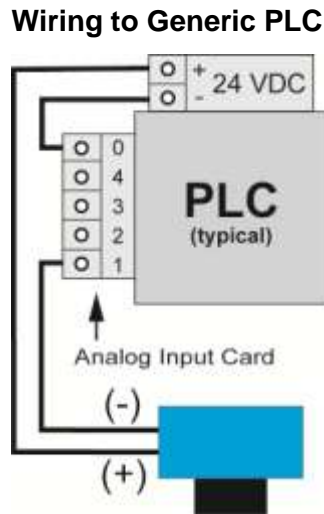 Wiring to Generic PLC
+ 24 VDC
-
0
4
3
2
1
PLC
(typical)
Analog Input Card
(-)
(+)